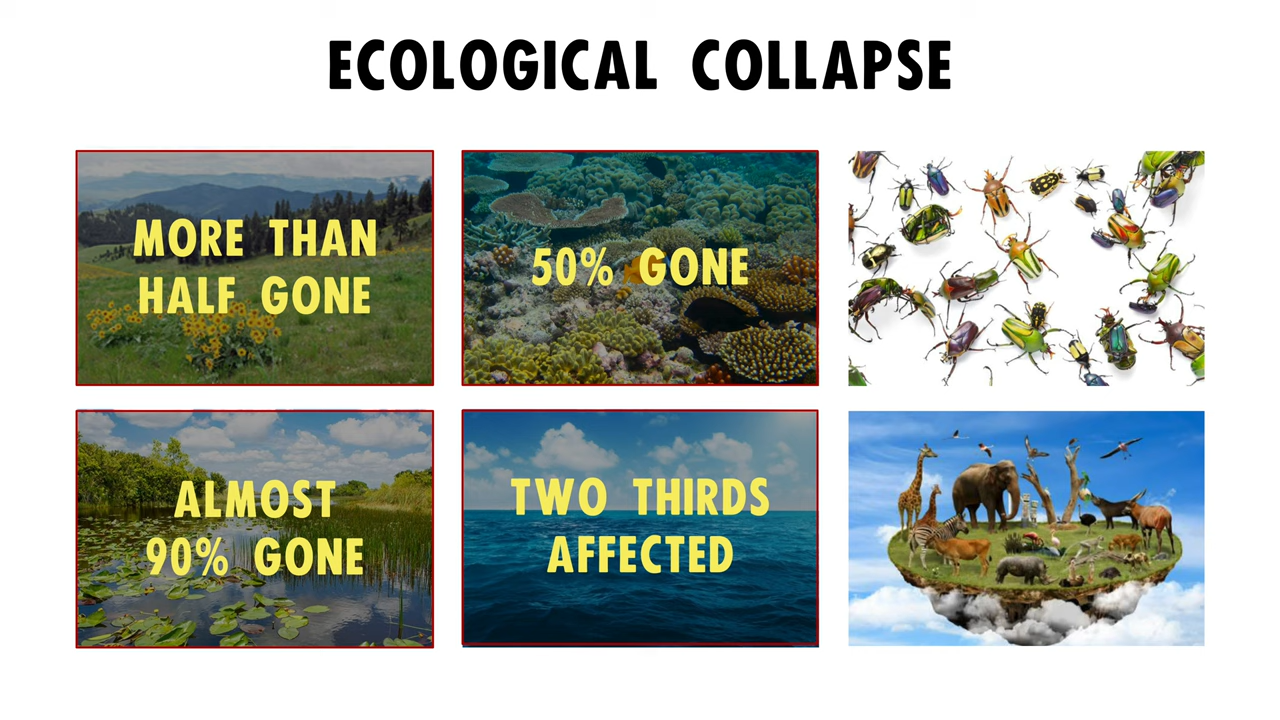 ECOLOGICAL COLLAPSE
MORE THAN
HALF GONE
50% GONE
ALMOST
90% GONE
TWO THIRDS
AFFECTED